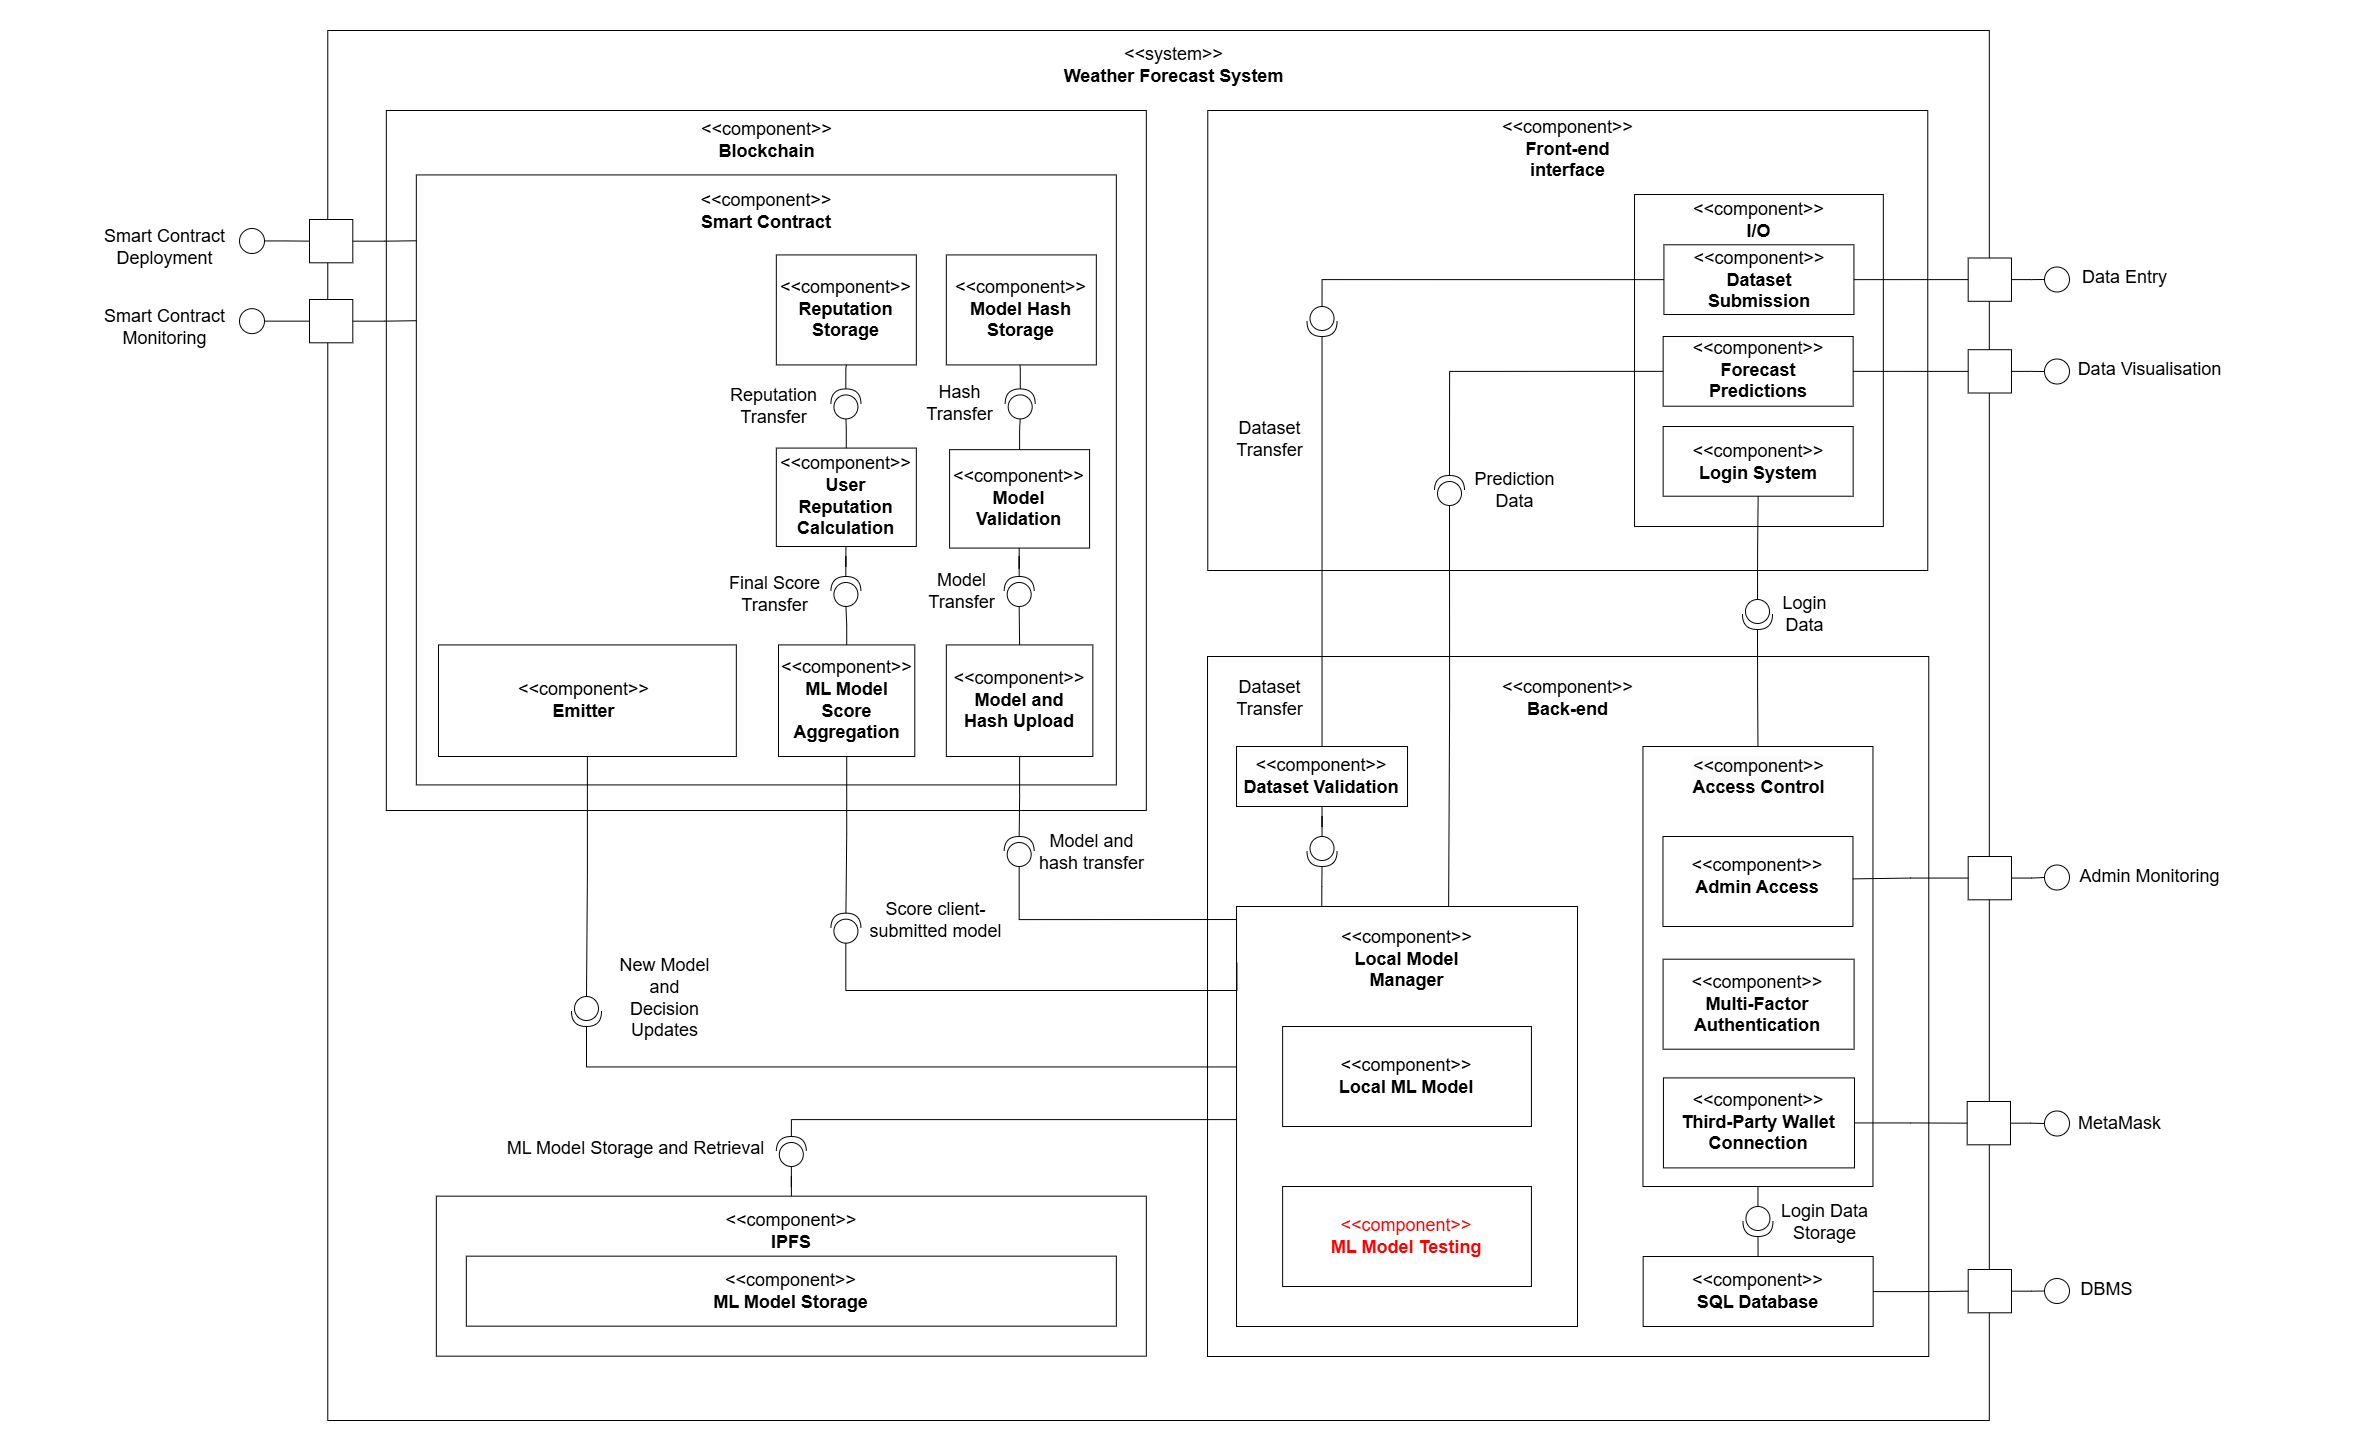 <<system>>
Weather Forecast System
<<component>>
Blockchain
<<component>>
Smart Contract
Smart Contract
Deployment
Smart Contract
Monitoring
<<component>>
Reputation
Storage
<<component>>
Model Hash
Storage
Reputation
Transfer
Hash
Transfer
<<component>>
User
Reputation
Calculation
<<component>>
Model
Validation
Final Score
Transfer
Model
Transfer
<<component>>
Emitter
<<component>>
ML Model
Score
Aggregation
<<component>>
Model and
Hash Upload
Model and
hash transfer
Score client-
submitted model
New Model
and
Decision
Updates
ML Model Storage and Retrieval
<<component>>
IPFS
<<component>>
ML Model Storage
<<component>>
Front-end
interface
<<component>>
I/O
<<component>>
Dataset
Submission
<<component>>
Forecast
Predictions
<<component>>
Login System
Data Entry
Data Visualisation
Dataset
Transfer
Prediction
Data
Login
Data
<<component>>
Back-end
Dataset
Transfer
<<component>>
Dataset Validation
<<component>>
Local Model
Manager
<<component>>
Local ML Model
<<component>>
ML Model Testing
<<component>>
Access Control
<<component>>
Admin Access
<<component>>
Multi-Factor
Authentication
<<component>>
Third-Party Wallet
Connection
Login Data
Storage
<<component>>
SQL Database
Admin Monitoring
MetaMask
DBMS